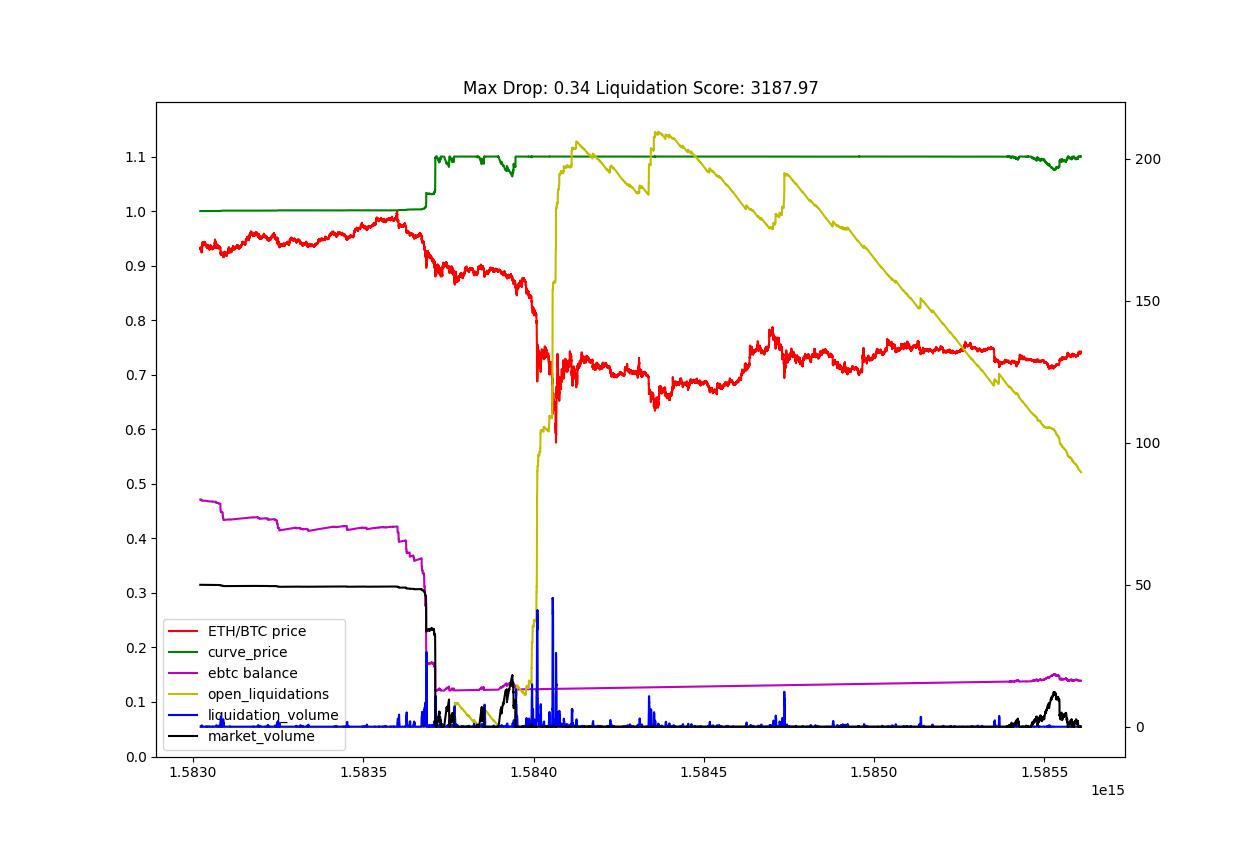 Max Drop: 0.34 Liquidation Score: 3187.97
1.1
1.0
0.9
0.8
0.7
0.6
0.5
0.4
0.3
0.2
0.1
0.0
200
150
100
50
0
ETH/BTC price
curve_price
ebtc balance
open_liquidations
liquidation_volume
market_volume
1.5830 1.5835 1.5840 1.5845 1.5850 1.5855
1e15